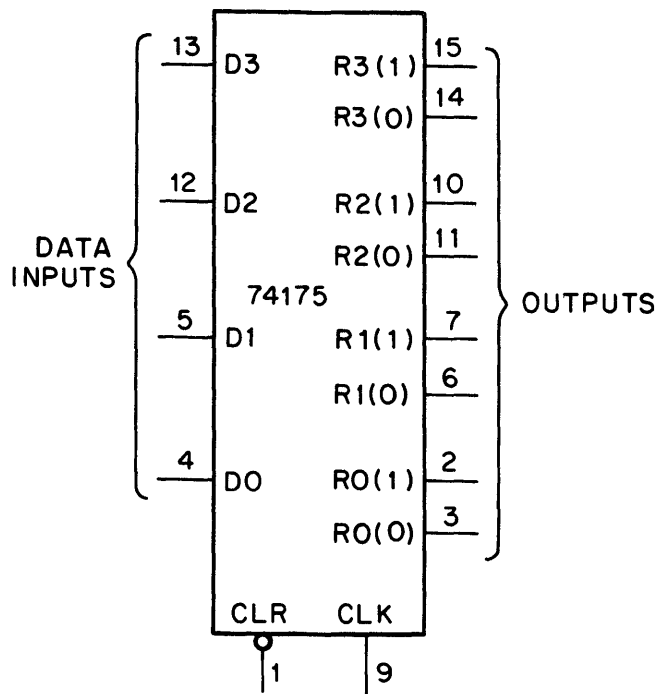 13 D3 R3(1) 15
R3(0) 14
12 D2 R2(1) 10
R2(0) 11
DATA
INPUTS
74175
OUTPUTS
5 D1 R1(1) 7
R1(0) 6
4 D0 R0(1) 2
R0(0) 3
CLR CLK
1 9